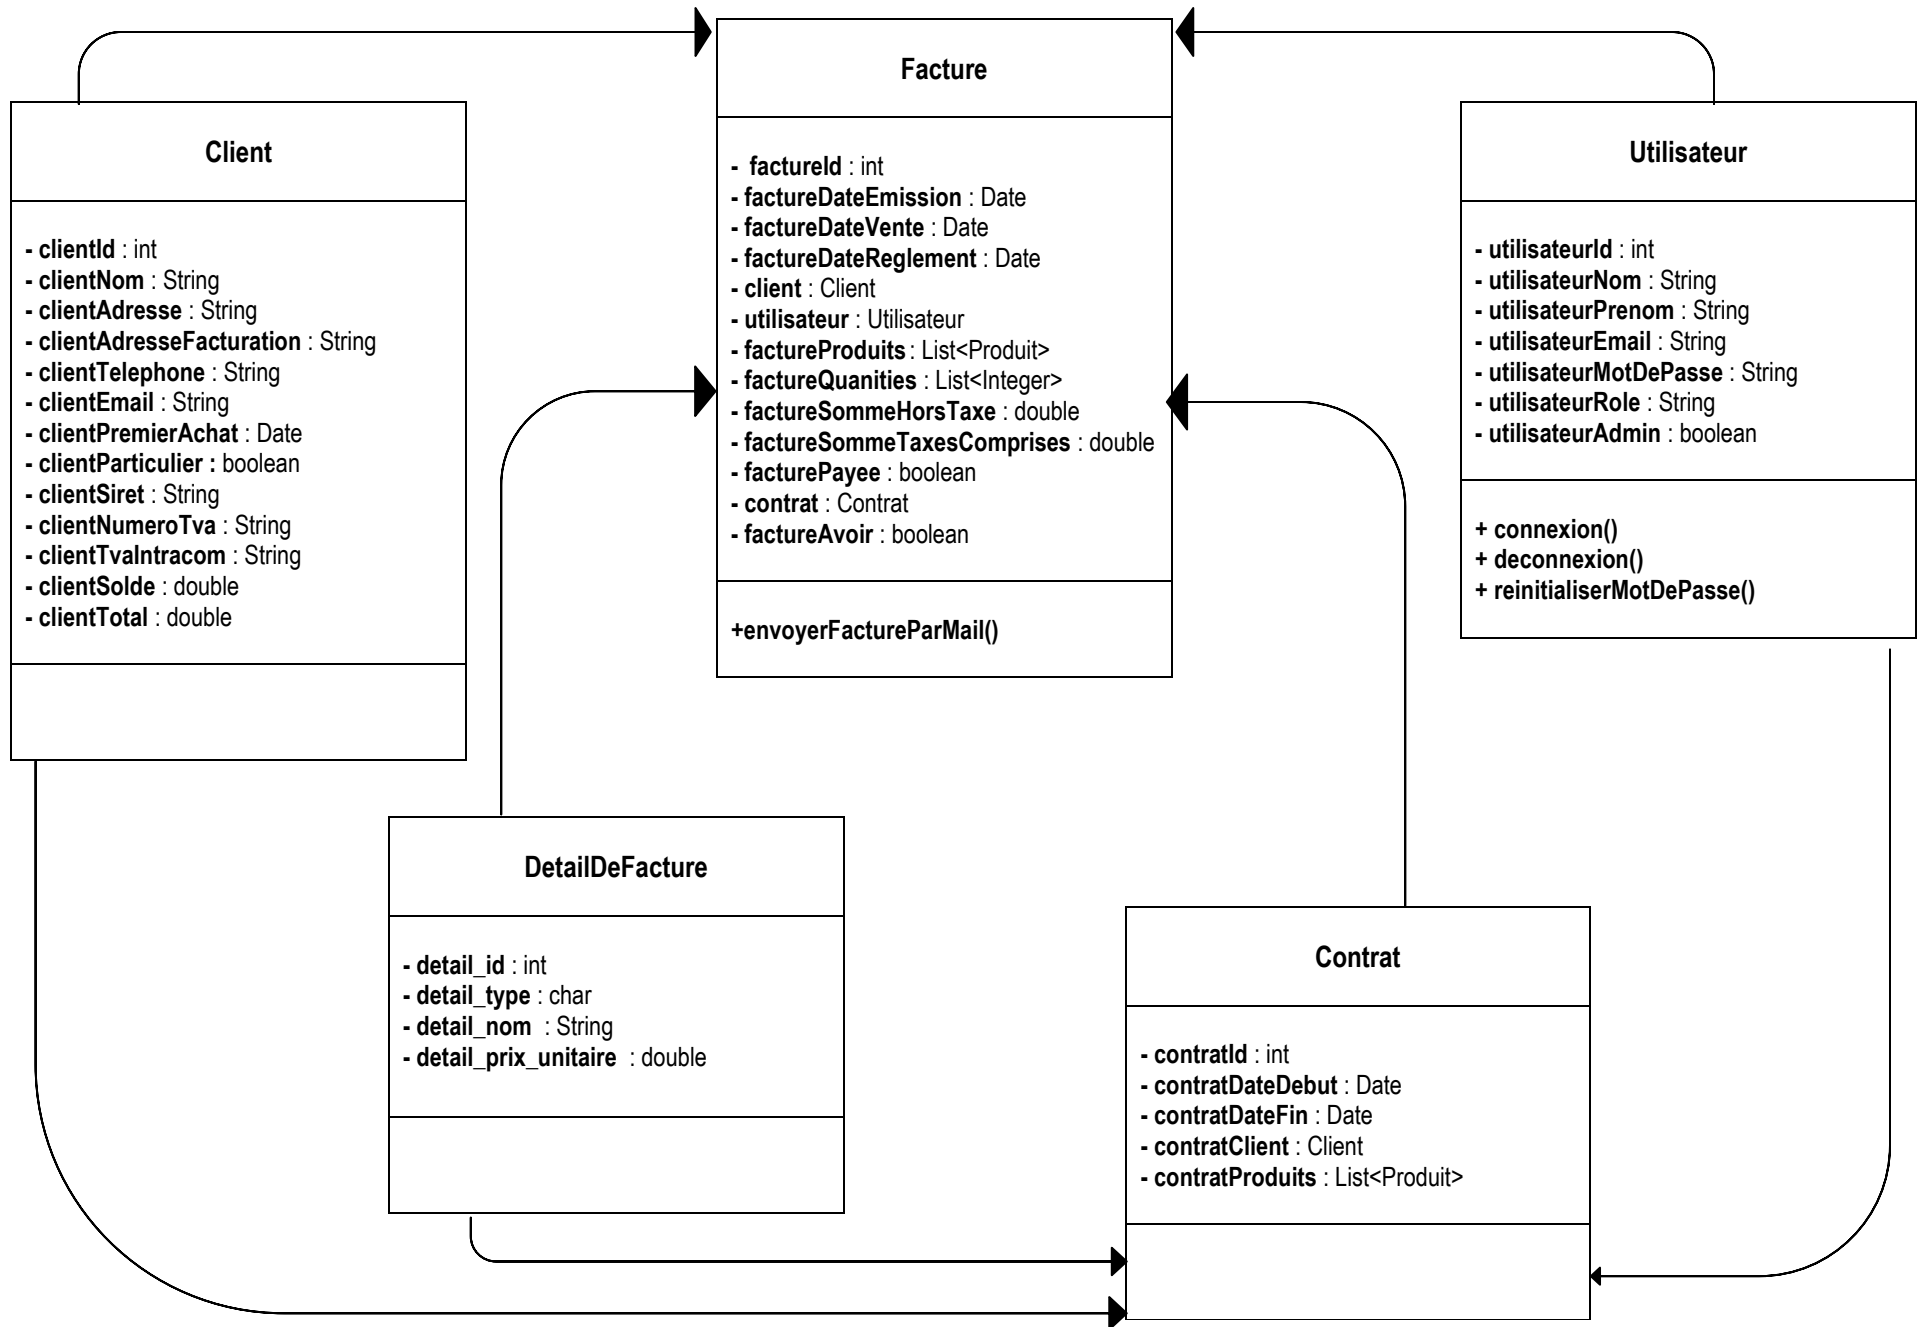 Facture
- factureId : int
- factureDateEmission : Date
- factureDateVente : Date
- factureDateReglement : Date
- client : Client
- utilisateur : Utilisateur
- factureProduits : List<Produit>
- factureQuanities : List<Integer>
- factureSommeHorsTaxe : double
- factureSommeTaxesComprises : double
- facturePayee : boolean
- contrat : Contrat
- factureAvoir : boolean
+envoyerFactureParMail()
Client
- clientId : int
- clientNom : String
- clientAdresse : String
- clientAdresseFacturation : String
- clientTelephone : String
- clientEmail : String
- clientPremierAchat : Date
- clientParticulier : boolean
- clientSiret : String
- clientNumeroTva : String
- clientTvaIntracom : String
- clientSolde : double
- clientTotal : double
Utilisateur
- utilisateurId : int
- utilisateurNom : String
- utilisateurPrenom : String
- utilisateurEmail : String
- utilisateurMotDePasse : String
- utilisateurRole : String
- utilisateurAdmin : boolean
+ connexion()
+ deconnexion()
+ reinitialiserMotDePasse()
DetailDeFacture
- detail_id : int
- detail_type : char
- detail_nom : String
- detail_prix_unitaire : double
Contrat
- contratId : int
- contratDateDebut : Date
- contratDateFin : Date
- contratClient : Client
- contratProduits : List<Produit>